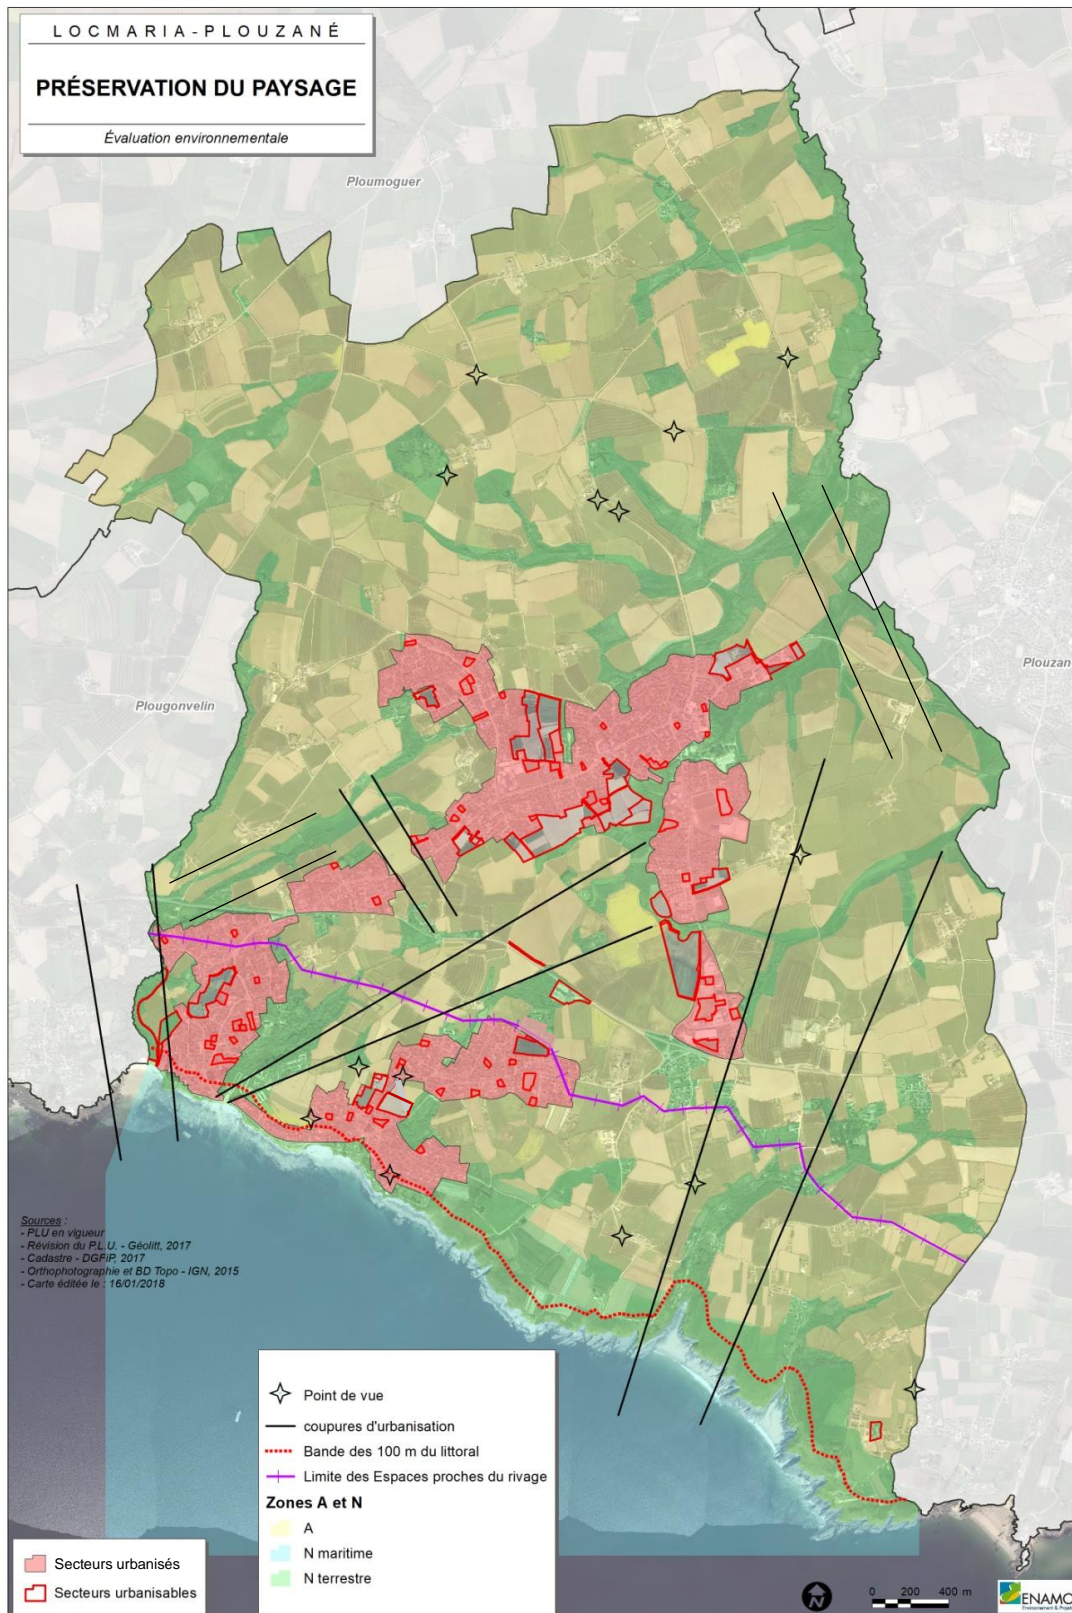 LOCMARIA-PLOUZANÉ
PRÉSERVATION DU PAYSAGE
Évaluation environnementale
Ploumoguer
Plouzan
Plougonvelin
Sources :
- PLU en vigueur
- Révision du P.L.U. - Géolitt, 2017
- Cadastre - DGFiP, 2017
- Orthophotographie et BD Topo - IGN, 2015
- Carte éditée le : 16/01/2018
Point de vue
coupures d'urbanisation
Bande des 100 m du littoral
Limite des Espaces proches du rivage
Zones A et N
A
N maritime
N terrestre
Secteurs urbanisés
Secteurs urbanisables
N
0 200 400 m
ENAMO